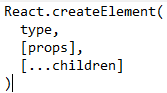 React.createElement(
  type,
  [props],
  [...children]
)